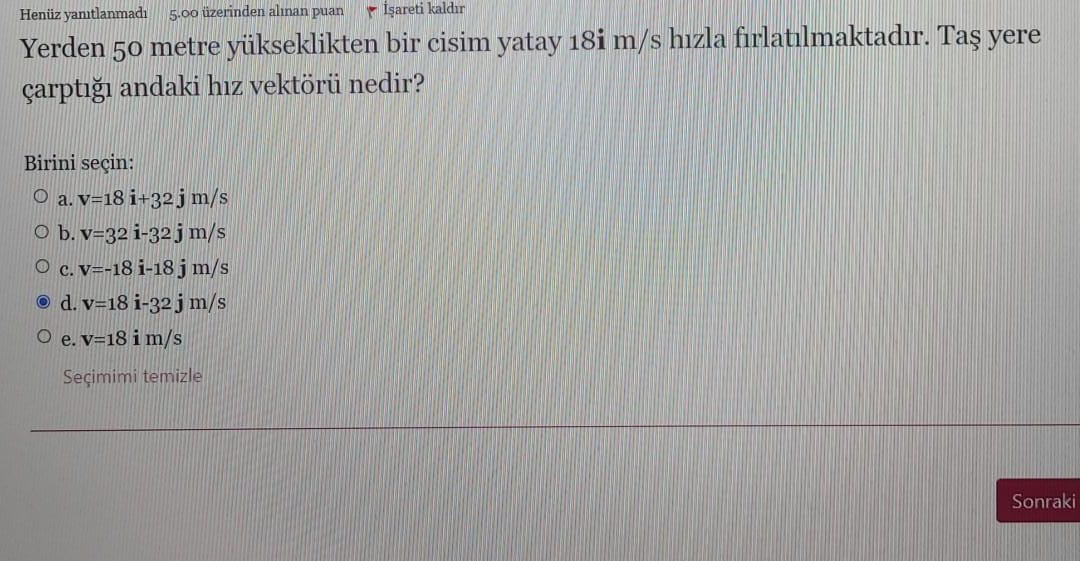 Henüz yanıtlanmadı 5.00 üzerinden alınan puan İşareti kaldır
Yerden 50 metre yükseklikten bir cisim yatay 18i m/s hızla fırlatılmaktadır. Taş yere
çarptığı andaki hız vektörü nedir?
Birini seçin:
a. v=18 i+32 j m/s
b. v=32 i-32 j m/s
c. v=-18 i-18 j m/s
d. v=18 i-32 j m/s
e. v=18 i m/s
Seçimimi temizle
Sonraki